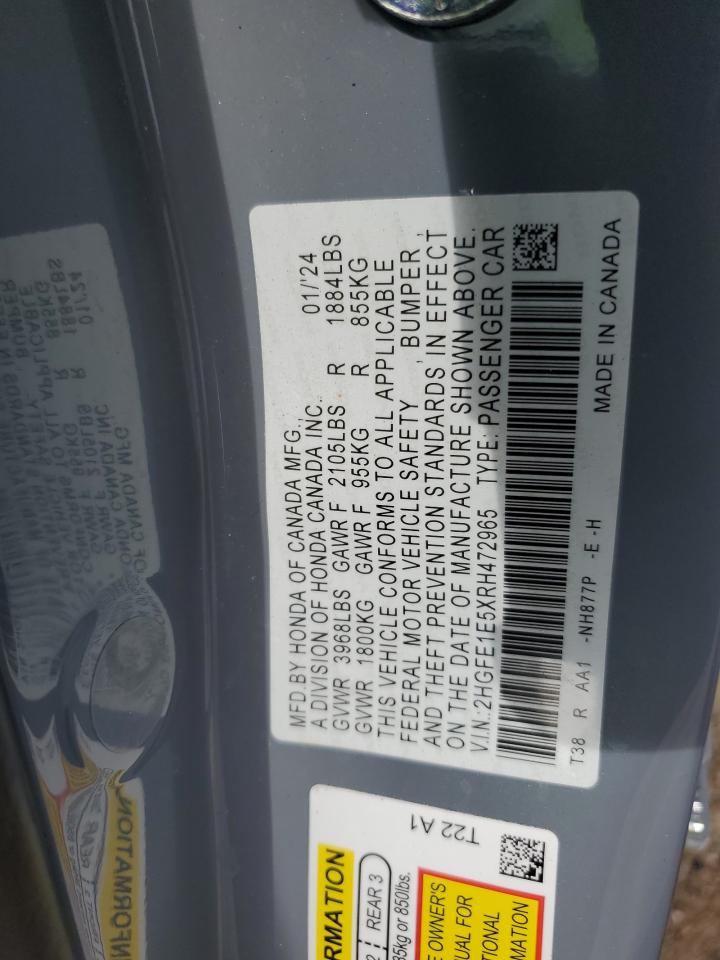 MFD.BY HONDA OF CANADA MFG., 01/'24
A DIVISION OF HONDA CANADA INC.
GVWR 3968LBS GAWR F 2105LBS R 1884LBS
GVWR 1800KG GAWR F 955KG R 855KG
THIS VEHICLE CONFORMS TO ALL APPLICABLE
FEDERAL MOTOR VEHICLE SAFETY , BUMPER ,
AND THEFT PREVENTION STANDARDS IN EFFECT
ON THE DATE OF MANUFACTURE SHOWN ABOVE.
V.I.N.:2HGFE1E5XRH472965 TYPE: PASSENGER CAR
T38 R AA1 -NH877P -E -H MADE IN CANADA
T22 A1
RMATION
2 REAR 3
35kg or 850lbs.
E OWNER'S
UAL FOR
TIONAL
MATION